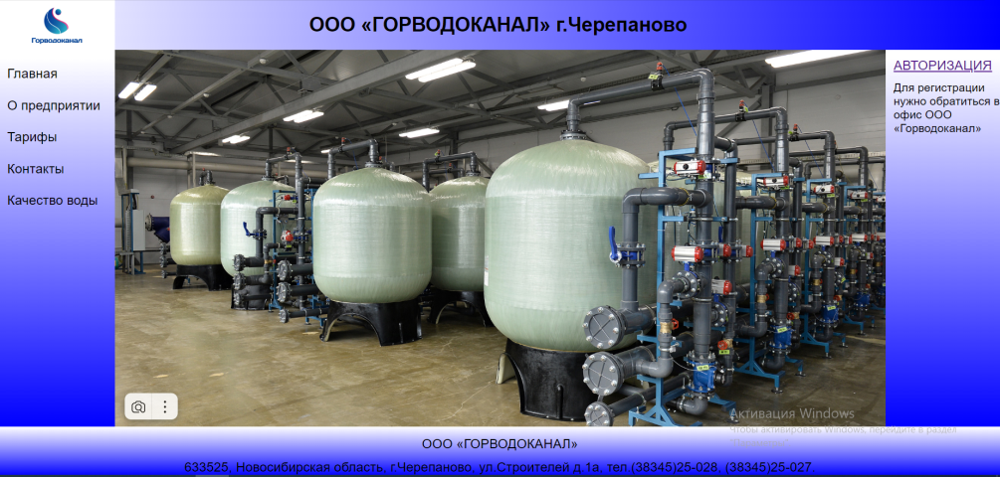 Горводоканал
ООО «ГОРВОДОКАНАЛ» г.Черепаново
Главная
О предприятии
Тарифы
Контакты
Качество воды
АВТОРИЗАЦИЯ
Для регистрации
нужно обратиться в
офис ООО
«Горводоканал»
Активация Windows
Чтобы активировать Windows, перейдите в раздел
ООО «ГОРВОДОКАНАЛ»
633525, Новосибирская область, г.Черепаново, ул.Строителей д.1а, тел.(38345)25-028, (38345)25-027.